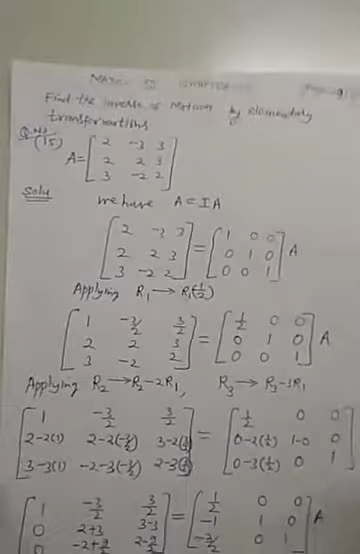 Find the inverse of matrices by elementary
transformations
Q.No
(15)
A = [2 -3 3
2 2 3
3 -2 2]
Solu
we have A = IA
[2 -3 3
2 2 3
3 -2 2] = [1 0 0
0 1 0
0 0 1] A
Applying R₁ → R₁(1/2)
[1 -3/2 3/2
2 2 3
3 -2 2] = [1/2 0 0
0 1 0
0 0 1] A
Applying R₂ → R₂-2R₁, R₃ → R₃-3R₁
[1 -3/2 3/2
2-2(1) 2-2(-3/2) 3-2(3/2)
3-3(1) -2-3(-3/2) 2-3(3/2)] = [1/2 0 0
0-2(1/2) 1-0 0
0-3(1/2) 0 1]
[1 -3/2 3/2
0 2+3 3-3
0 -2+9/2 2-9/2] = [1/2 0 0
-1 1 0
-3/2 0 1] A